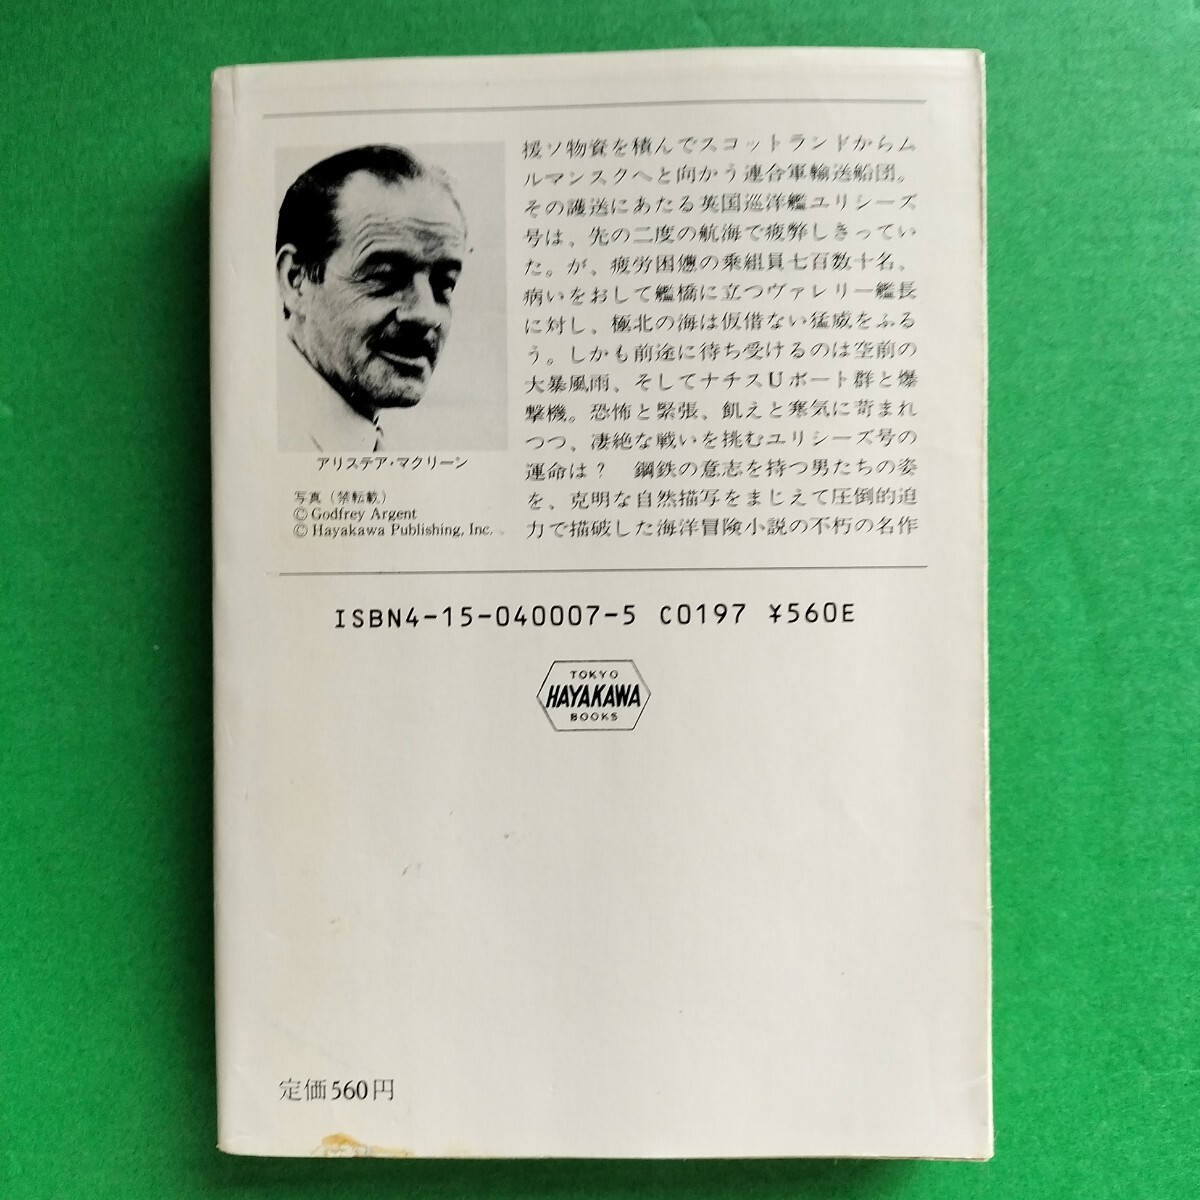 援ソ物資を積んでスコットランドからム
ルマンスクへと向かう連合軍輸送船団。
その護送にあたる英国巡洋艦ユリシーズ
号は、先の二度の航海で疲弊しきってい
た。が、疲労困憊の乗組員七百数十名、
病いをおして艦橋に立つヴァレリー艦長
に対し、極北の海は仮借ない猛威をふる
う。しかも前途に待ち受けるのは空前の
大暴風雨、そしてナチスUボート群と爆
撃機。恐怖と緊張、飢えと寒気に苛まれ
つつ、凄絶な戦いを挑むユリシーズ号の
運命は？　鋼鉄の意志を持つ男たちの姿
を、克明な自然描写をまじえて圧倒的迫
力で描破した海洋冒険小説の不朽の名作
アリステア・マクリーン
写真（禁転載）
©Godfrey Argent
©Hayakawa Publishing, Inc.
ISBN4-15-040007-5 C0197 ¥560E
TOKYO
HAYAKAWA
BOOKS
定価560円